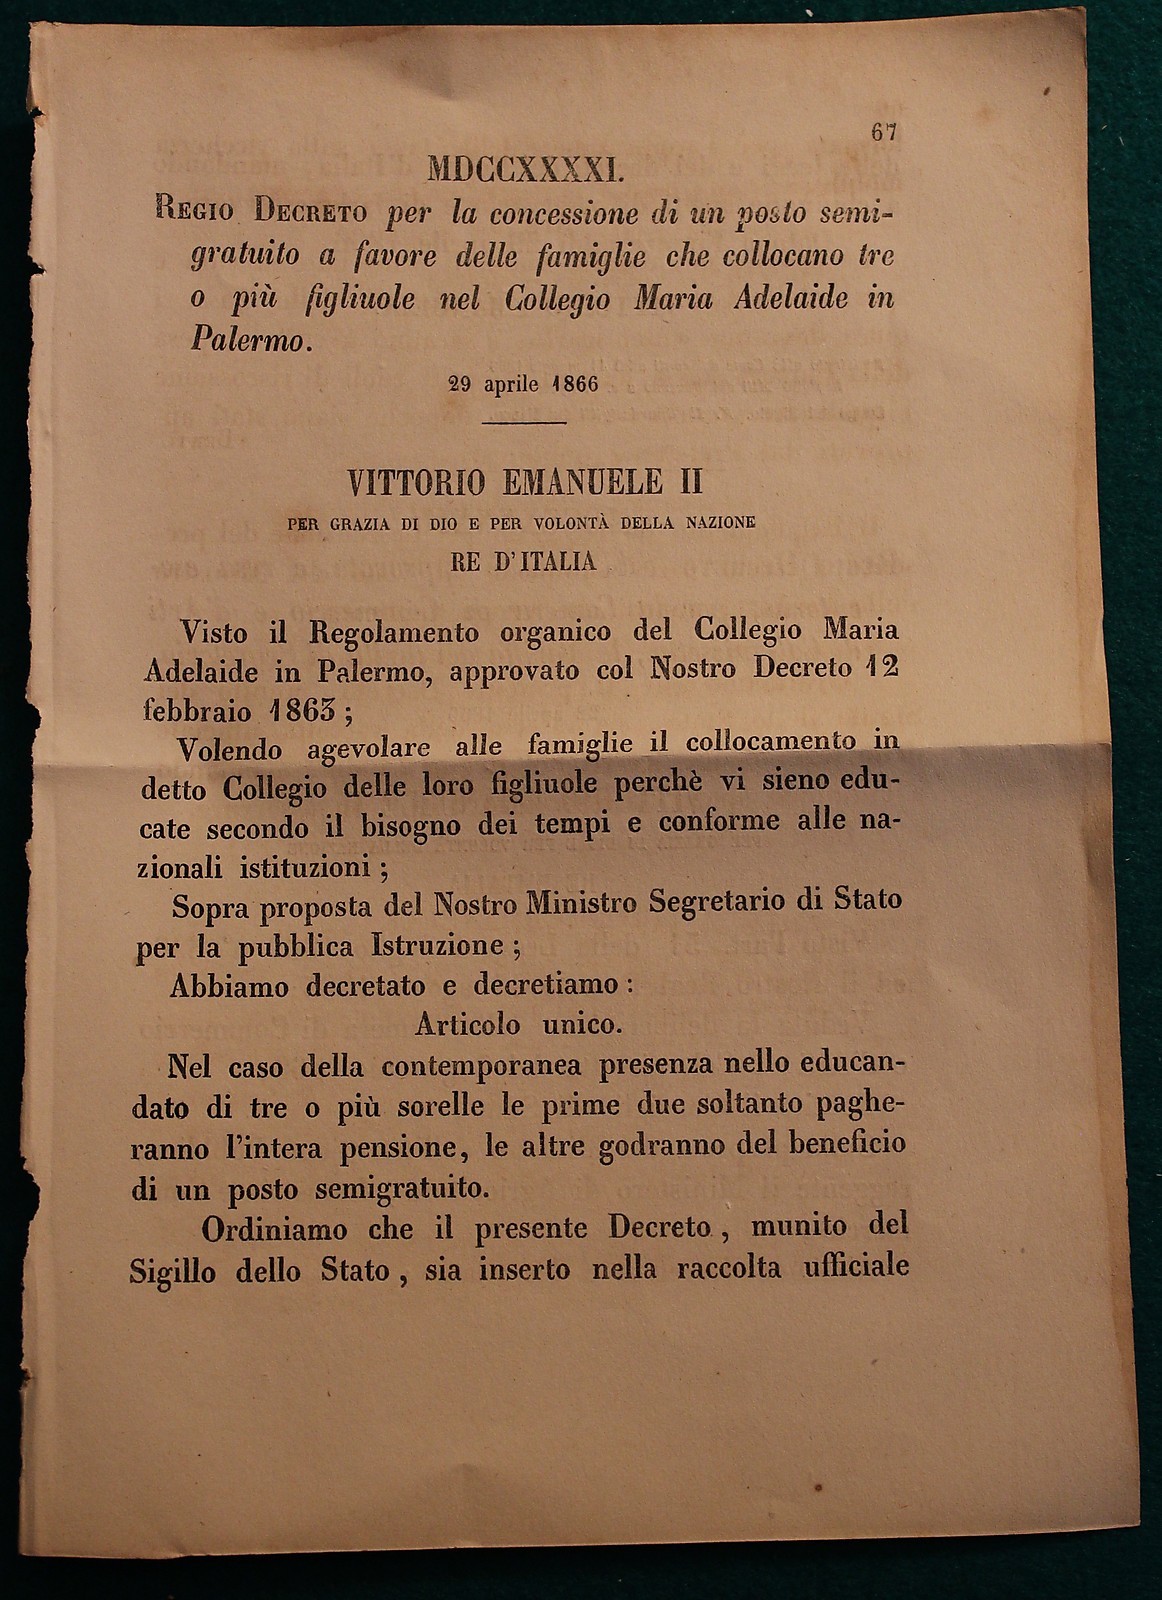 67
MDCCXXXXI.
REGIO DECRETO per la concessione di un posto semi-
gratuito a favore delle famiglie che collocano tre
o più figliuole nel Collegio Maria Adelaide in
Palermo.
29 aprile 1866
VITTORIO EMANUELE II
PER GRAZIA DI DIO E PER VOLONTÀ DELLA NAZIONE
RE D'ITALIA
Visto il Regolamento organico del Collegio Maria
Adelaide in Palermo, approvato col Nostro Decreto 12
febbraio 1863 ;
Volendo agevolare alle famiglie il collocamento in
detto Collegio delle loro figliuole perchè vi sieno edu-
cate secondo il bisogno dei tempi e conforme alle na-
zionali istituzioni ;
Sopra proposta del Nostro Ministro Segretario di Stato
per la pubblica Istruzione ;
Abbiamo decretato e decretiamo :
Articolo unico.
Nel caso della contemporanea presenza nello educan-
dato di tre o più sorelle le prime due soltanto paghe-
ranno l'intera pensione, le altre godranno del beneficio
di un posto semigratuito.
Ordiniamo che il presente Decreto , munito del
Sigillo dello Stato , sia inserto nella raccolta ufficiale